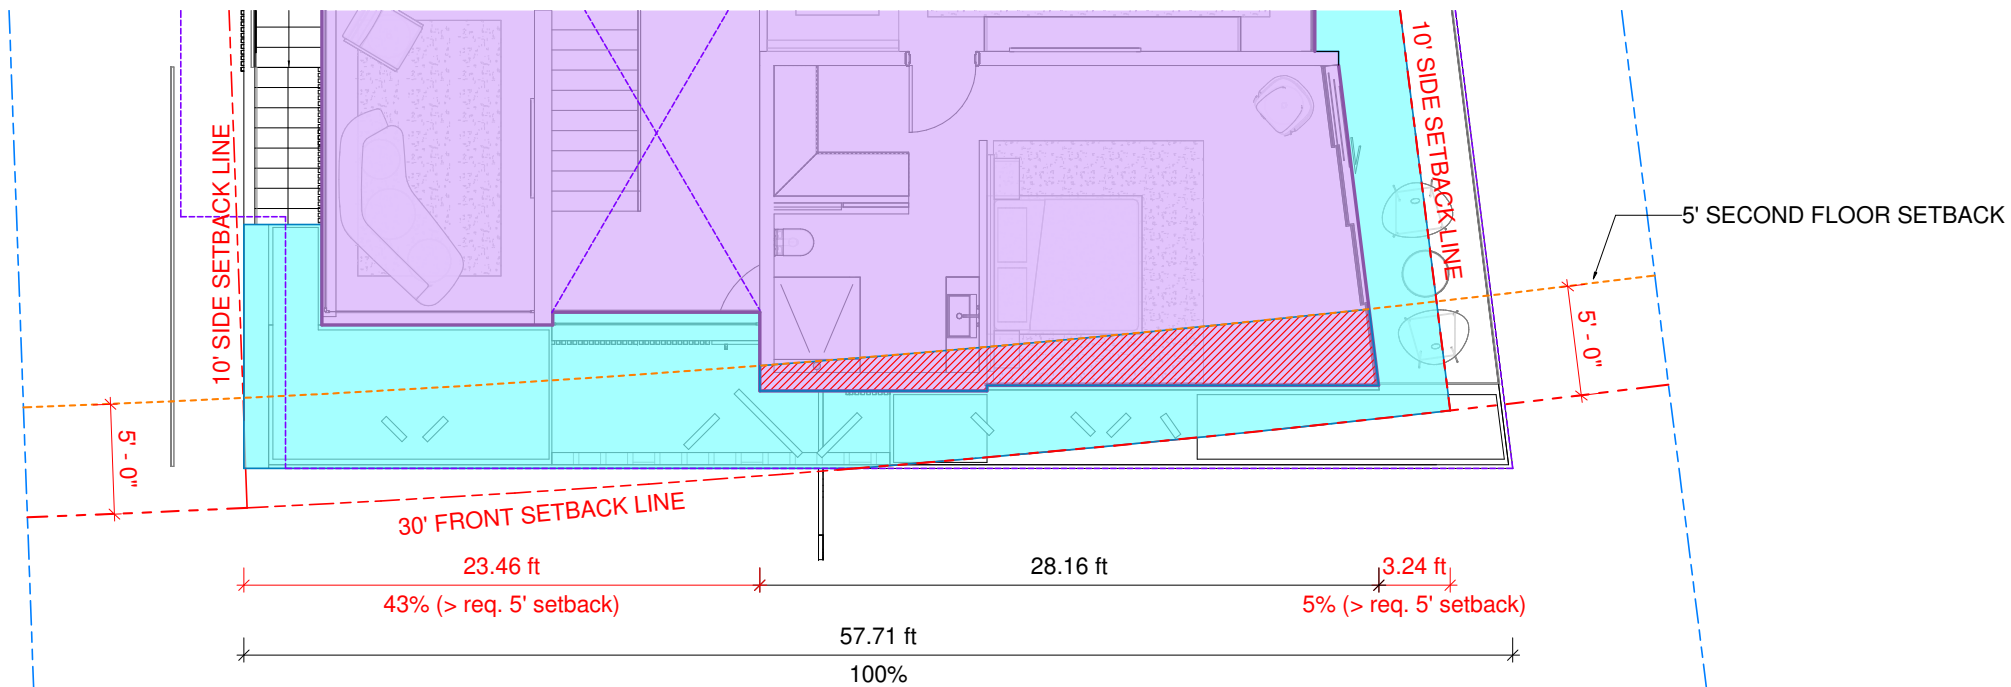 10' SIDE SETBACK LINE
10' SIDE SETBACK LINE
5' SECOND FLOOR SETBACK
5' - 0"
5' - 0"
30' FRONT SETBACK LINE
23.46 ft
28.16 ft
3.24 ft
43% (> req. 5' setback)
5% (> req. 5' setback)
57.71 ft
100%